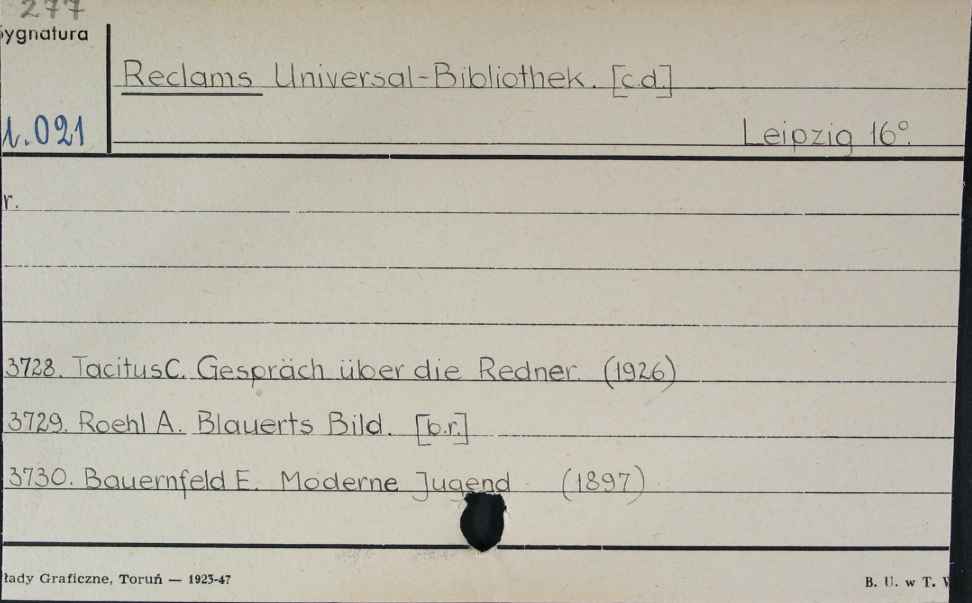 277
ygnatura
Reclams Universal-Bibliothek. [c.d.]
1.021
Leipzig 16°.
r.
3728. Tacitus C. Gespräch über die Redner. (1926)
3729. Roehl A. Blauerts Bild. [b.r.]
3730. Bauernfeld E. Moderne Jugend (1897)
łady Graficzne, Toruń — 1925-47
B. U. w T.